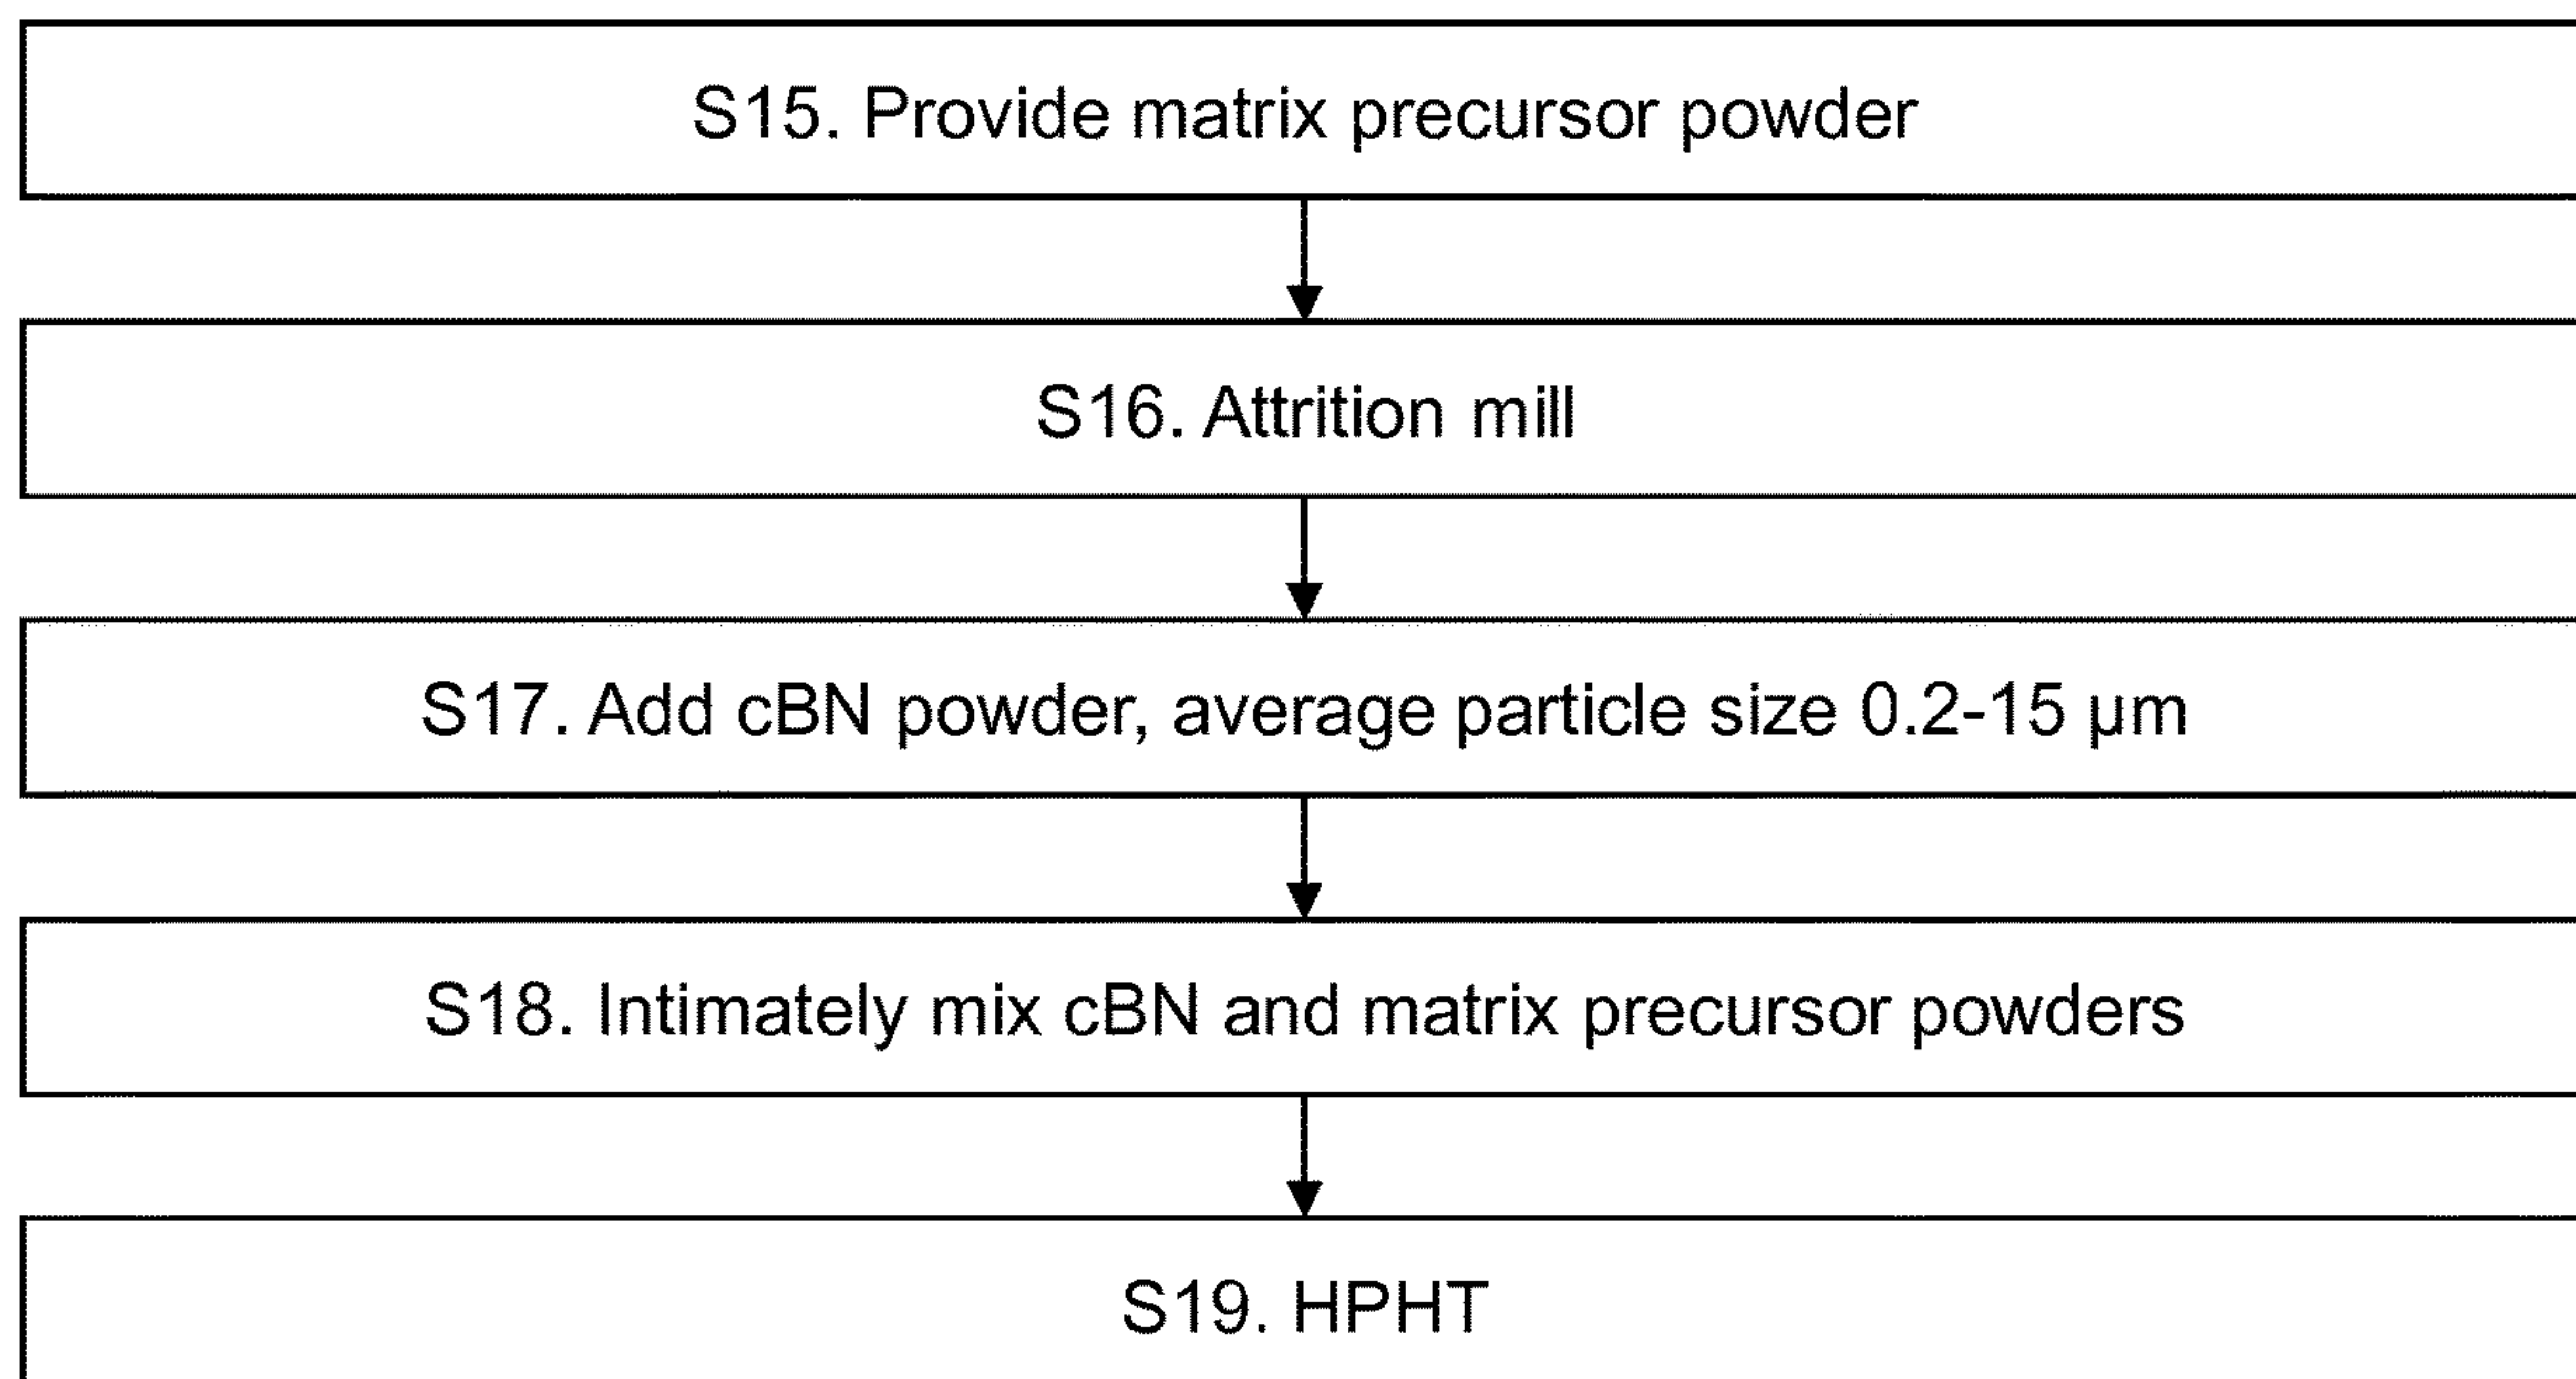 S15. Provide matrix precursor powder
S16. Attrition mill
S17. Add cBN powder, average particle size 0.2-15 µm
S18. Intimately mix cBN and matrix precursor powders
S19. HPHT